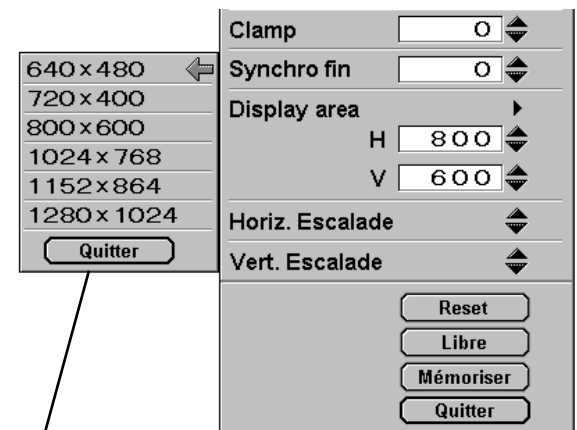 640x480
720x400
800x600
1024x768
1152x864
1280x1024
Quitter
Clamp 0
Synchro fin 0
Display area
H 800
V 600
Horiz. Escalade
Vert. Escalade
Reset
Libre
Mémoriser
Quitter